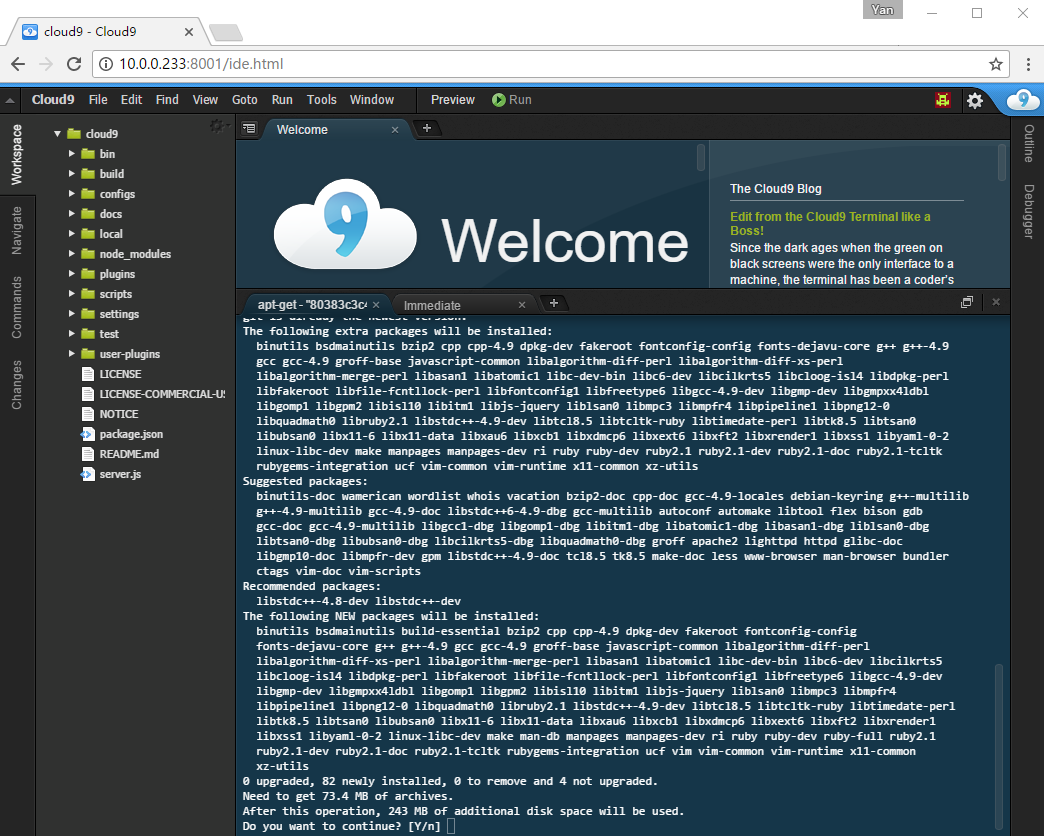 Yan
cloud9 - Cloud9
10.0.0.233:8001/ide.html
Cloud9 File Edit Find View Goto Run Tools Window Preview Run
9
Workspace
Navigate
Commands
Changes
cloud9
bin
build
configs
docs
local
node_modules
plugins
scripts
settings
test
user-plugins
LICENSE
LICENSE-COMMERCIAL-US
NOTICE
package.json
README.md
server.js
Welcome
9
Welcome
The Cloud9 Blog
Edit from the Cloud9 Terminal like a
Boss!
Since the dark ages when the green on
black screens were the only interface to a
machine, the terminal has been a coder's
Outline
Debugger
apt-get - "80383c3c4
Immediate
git is already the newest version.
The following extra packages will be installed:
binutils bsdmainutils bzip2 cpp cpp-4.9 dpkg-dev fakeroot fontconfig-config fonts-dejavu-core g++ g++-4.9
gcc gcc-4.9 groff-base javascript-common libalgorithm-diff-perl libalgorithm-diff-xs-perl
libalgorithm-merge-perl libasan1 libatomic1 libc-dev-bin libc6-dev libcilkrts5 libcloog-isl4 libdpkg-perl
libfakeroot libfile-fcntllock-perl libfontconfig1 libfreetype6 libgcc-4.9-dev libgmp-dev libgmpxx4ldbl
libgomp1 libgpm2 libisl10 libitm1 libjs-jquery liblsan0 libmpc3 libmpfr4 libpipeline1 libpng12-0
libquadmath0 libruby2.1 libstdc++-4.9-dev libtcl8.5 libtcltk-ruby libtimedate-perl libtk8.5 libtsan0
libubsan0 libx11-6 libx11-data libxau6 libxcb1 libxdmcp6 libxext6 libxft2 libxrender1 libxss1 libyaml-0-2
linux-libc-dev make manpages manpages-dev ri ruby ruby-dev ruby2.1 ruby2.1-dev ruby2.1-doc ruby2.1-tcltk
rubygems-integration ucf vim-common vim-runtime x11-common xz-utils
Suggested packages:
binutils-doc wamerican wordlist whois vacation bzip2-doc cpp-doc gcc-4.9-locales debian-keyring g++-multilib
g++-4.9-multilib gcc-4.9-doc libstdc++6-4.9-dbg gcc-multilib autoconf automake libtool flex bison gdb
gcc-doc gcc-4.9-multilib libgcc1-dbg libgomp1-dbg libitm1-dbg libatomic1-dbg libasan1-dbg liblsan0-dbg
libtsan0-dbg libubsan0-dbg libcilkrts5-dbg libquadmath0-dbg groff apache2 lighttpd httpd glibc-doc
libgmp10-doc libmpfr-dev gpm libstdc++-4.9-doc tcl8.5 tk8.5 make-doc less www-browser man-browser bundler
ctags vim-doc vim-scripts
Recommended packages:
libstdc++-4.8-dev libstdc++-dev
The following NEW packages will be installed:
binutils bsdmainutils build-essential bzip2 cpp cpp-4.9 dpkg-dev fakeroot fontconfig-config
fonts-dejavu-core g++ g++-4.9 gcc gcc-4.9 groff-base javascript-common libalgorithm-diff-perl
libalgorithm-diff-xs-perl libalgorithm-merge-perl libasan1 libatomic1 libc-dev-bin libc6-dev libcilkrts5
libcloog-isl4 libdpkg-perl libfakeroot libfile-fcntllock-perl libfontconfig1 libfreetype6 libgcc-4.9-dev
libgmp-dev libgmpxx4ldbl libgomp1 libgpm2 libisl10 libitm1 libjs-jquery liblsan0 libmpc3 libmpfr4
libpipeline1 libpng12-0 libquadmath0 libruby2.1 libstdc++-4.9-dev libtcl8.5 libtcltk-ruby libtimedate-perl
libtk8.5 libtsan0 libubsan0 libx11-6 libx11-data libxau6 libxcb1 libxdmcp6 libxext6 libxft2 libxrender1
libxss1 libyaml-0-2 linux-libc-dev make man-db manpages manpages-dev ri ruby ruby-dev ruby-full ruby2.1
ruby2.1-dev ruby2.1-doc ruby2.1-tcltk rubygems-integration ucf vim vim-common vim-runtime x11-common
xz-utils
0 upgraded, 82 newly installed, 0 to remove and 4 not upgraded.
Need to get 73.4 MB of archives.
After this operation, 243 MB of additional disk space will be used.
Do you want to continue? [Y/n]